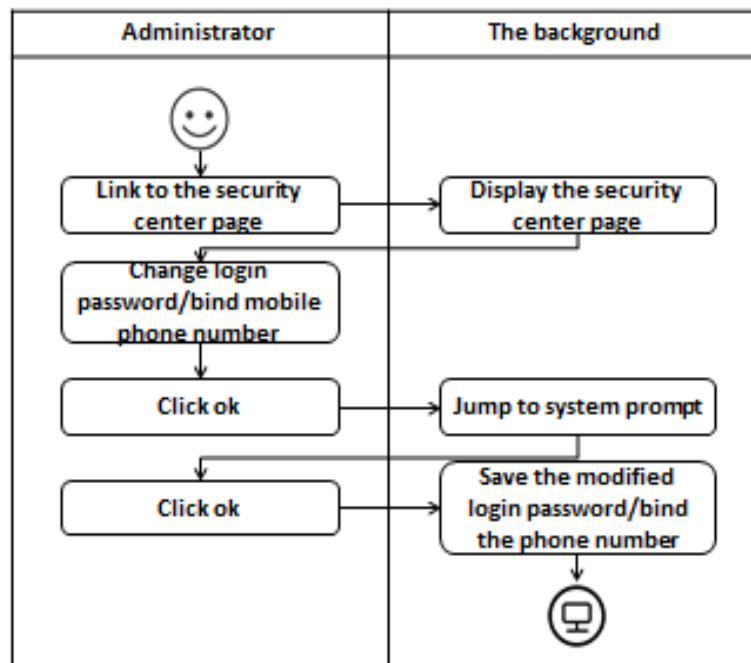 Administrator
The background
Link to the security
center page
Display the security
center page
Change login
password/bind mobile
phone number
Click ok
Jump to system prompt
Click ok
Save the modified
login password/bind
the phone number